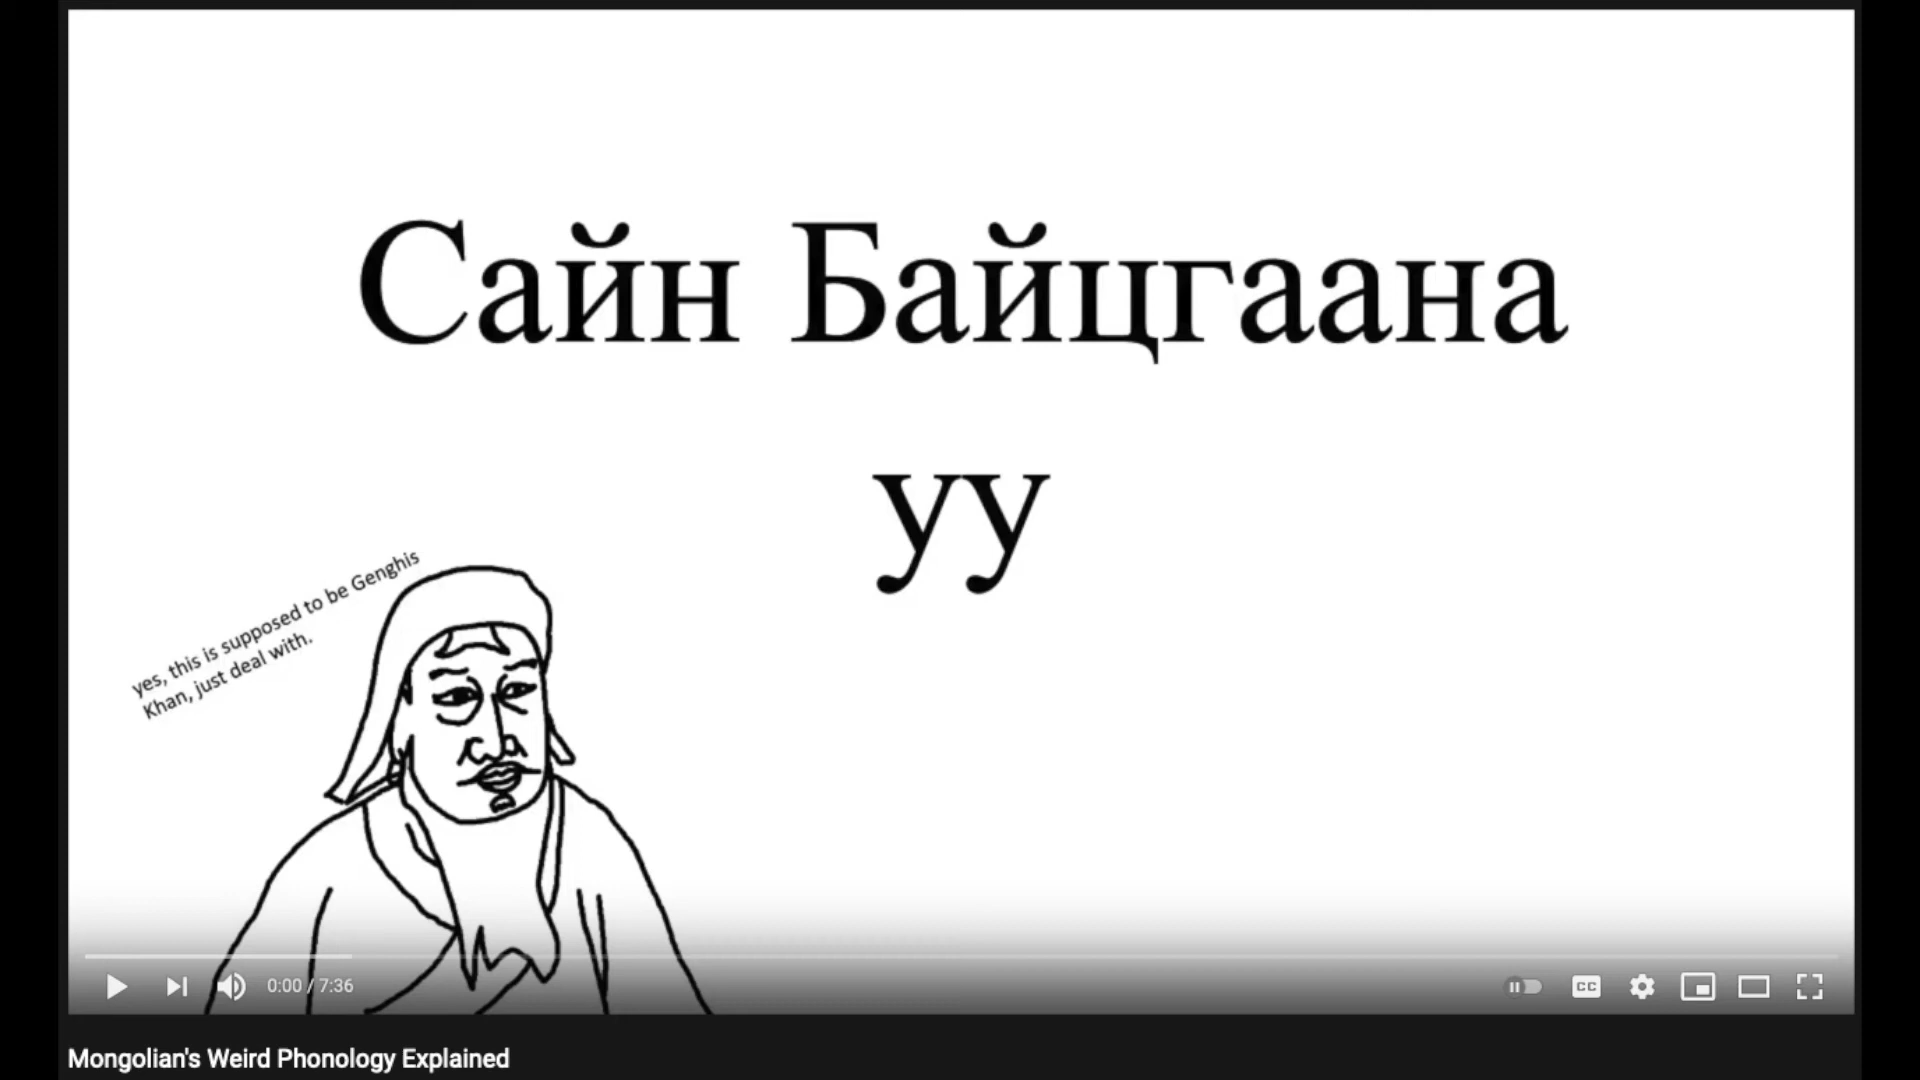 Сайн Байцгаана
уу
yes, this is supposed to be Genghis
Khan, just deal with.
0:00 / 7:36
CC
Mongolian's Weird Phonology Explained